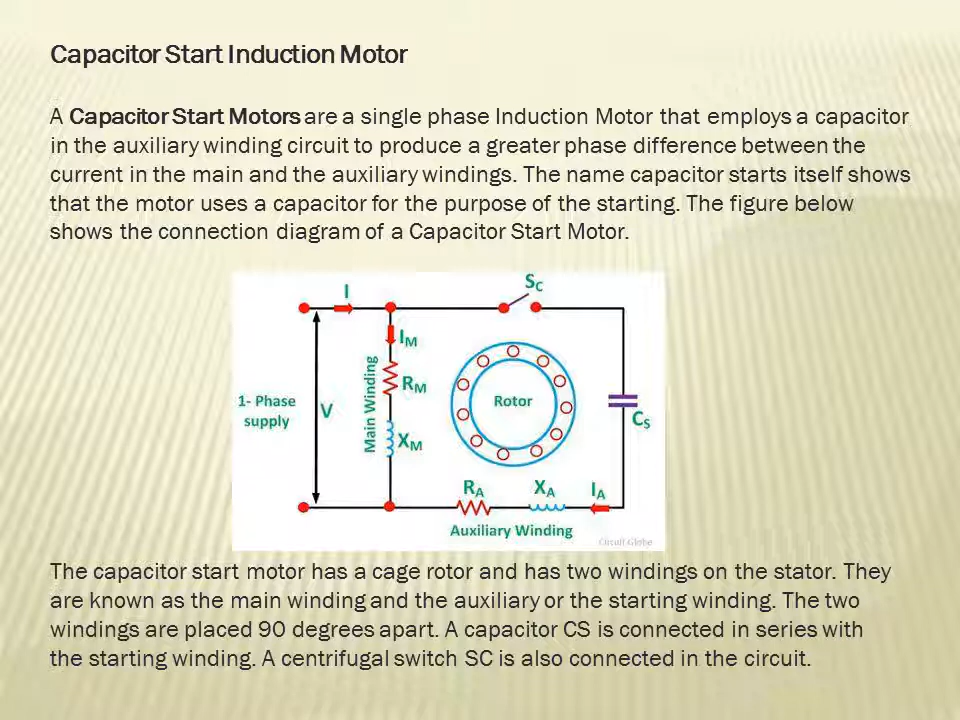 Capacitor Start Induction Motor
A Capacitor Start Motors are a single phase Induction Motor that employs a capacitor
in the auxiliary winding circuit to produce a greater phase difference between the
current in the main and the auxiliary windings. The name capacitor starts itself shows
that the motor uses a capacitor for the purpose of the starting. The figure below
shows the connection diagram of a Capacitor Start Motor.
I
SC
IM
RM
Main Winding
1- Phase
supply
V
XM
Rotor
CS
RA
XA
IA
Auxiliary Winding
Circuit Globe
The capacitor start motor has a cage rotor and has two windings on the stator. They
are known as the main winding and the auxiliary or the starting winding. The two
windings are placed 90 degrees apart. A capacitor CS is connected in series with
the starting winding. A centrifugal switch SC is also connected in the circuit.